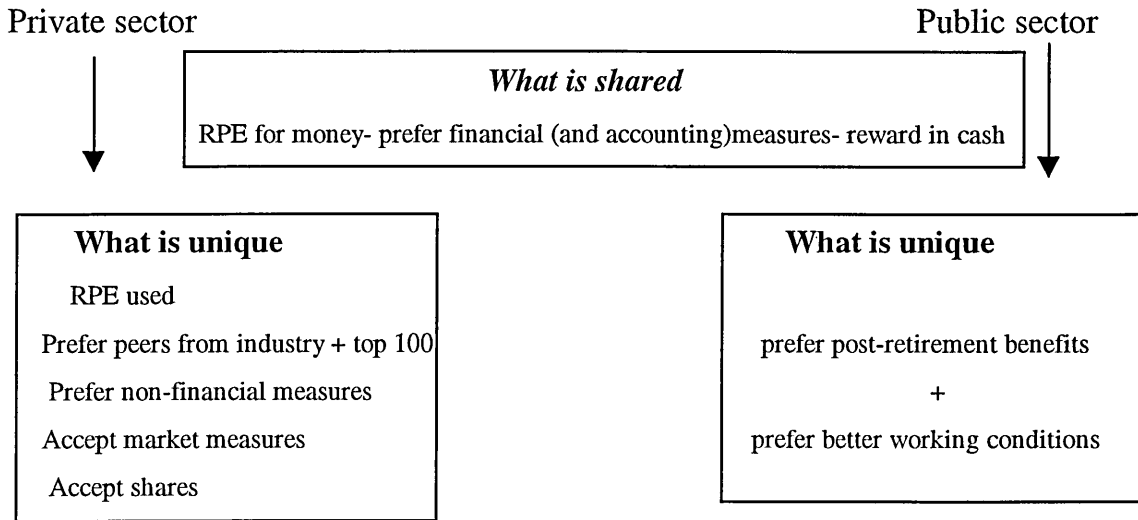 Private sector
Public sector
What is shared
RPE for money- prefer financial (and accounting)measures- reward in cash
What is unique
RPE used
Prefer peers from industry + top 100
Prefer non-financial measures
Accept market measures
Accept shares
What is unique
prefer post-retirement benefits
+
prefer better working conditions